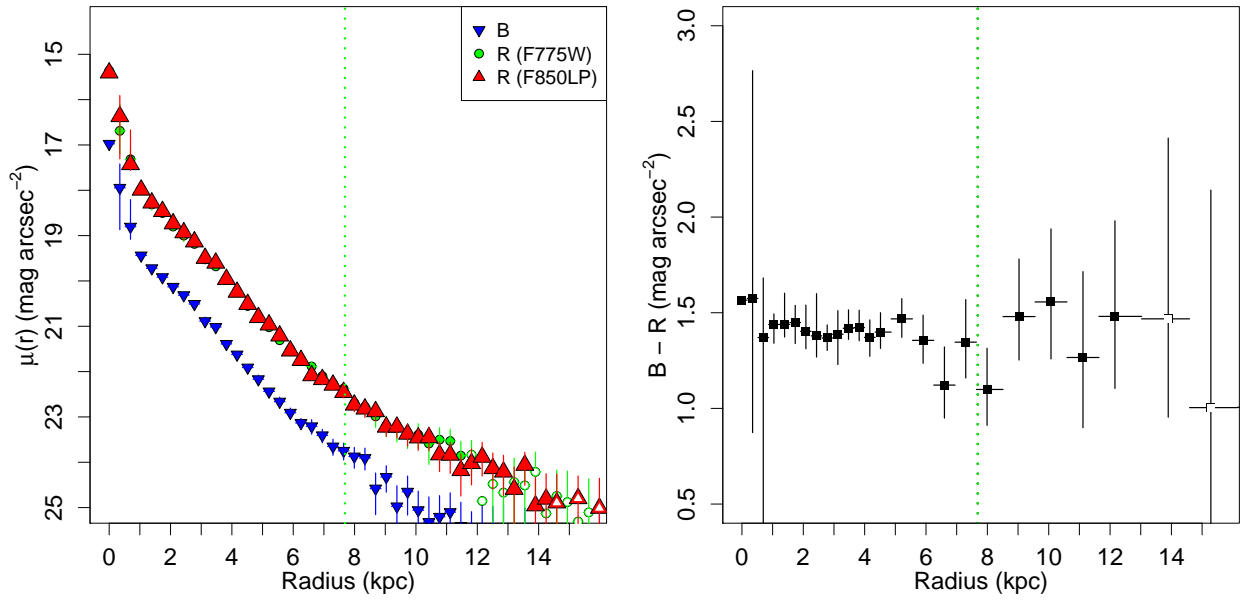 B
R (F775W)
R (F850LP)
15
17
19
21
23
25
μ(r) (mag arcsec−2)
0 2 4 6 8 10 12 14
Radius (kpc)
3.0
2.5
2.0
1.5
1.0
0.5
B − R (mag arcsec−2)
0 2 4 6 8 10 12 14
Radius (kpc)